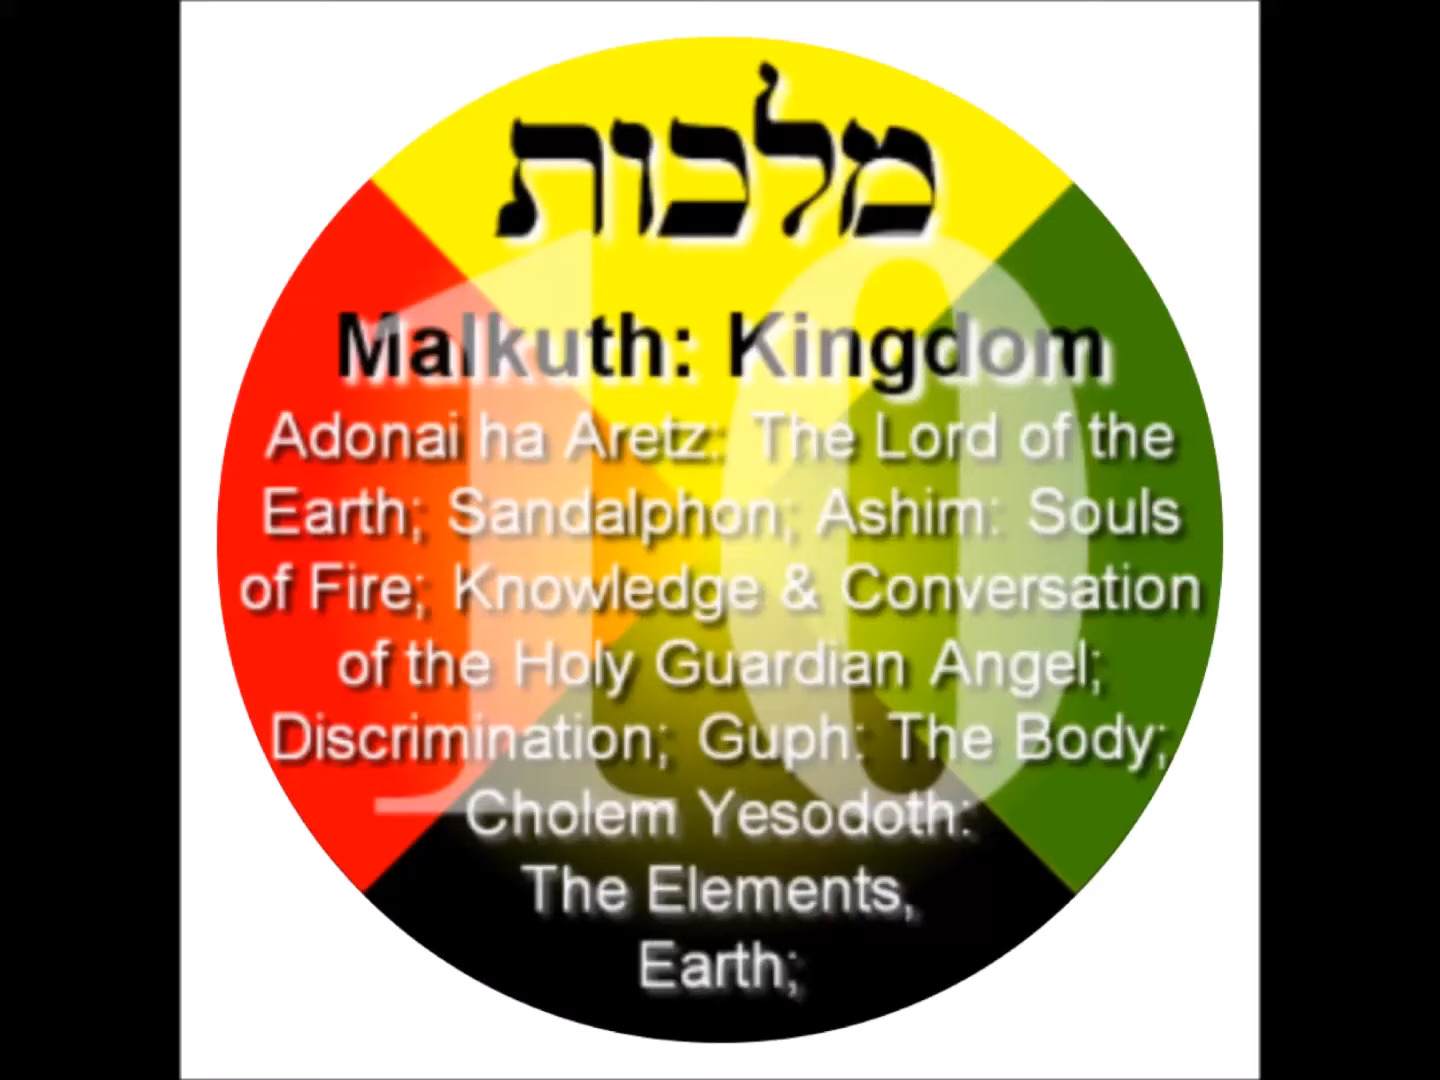 מלכות
10
Malkuth: Kingdom
Adonai ha Aretz: The Lord of the
Earth; Sandalphon; Ashim: Souls
of Fire; Knowledge & Conversation
of the Holy Guardian Angel;
Discrimination; Guph: The Body;
Cholem Yesodoth:
The Elements,
Earth;